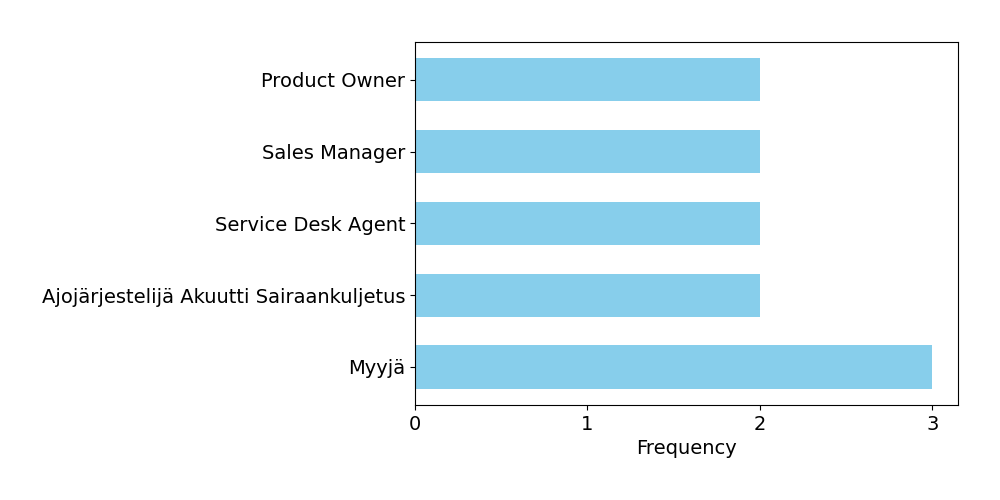 Product Owner
Sales Manager
Service Desk Agent
Ajojärjestelijä Akuutti Sairaankuljetus
Myyjä
0 1 2 3
Frequency